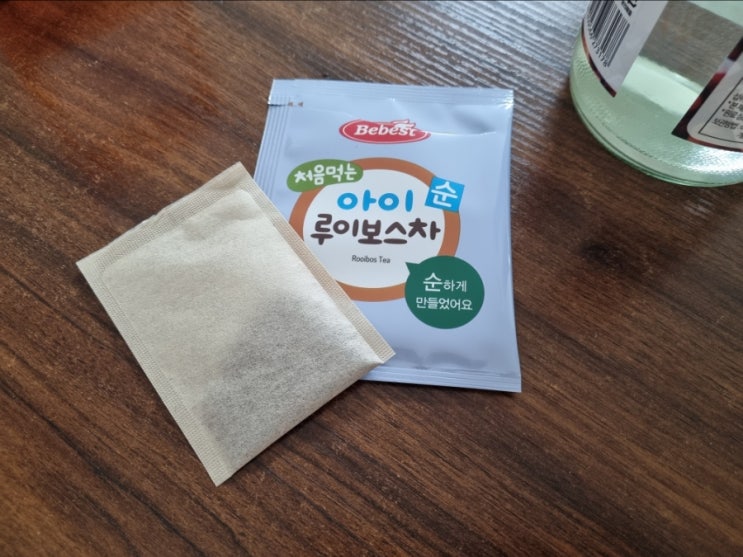 Bebest
처음먹는
아이 순
루이보스차
Rooibos Tea
순하게
만들었어요